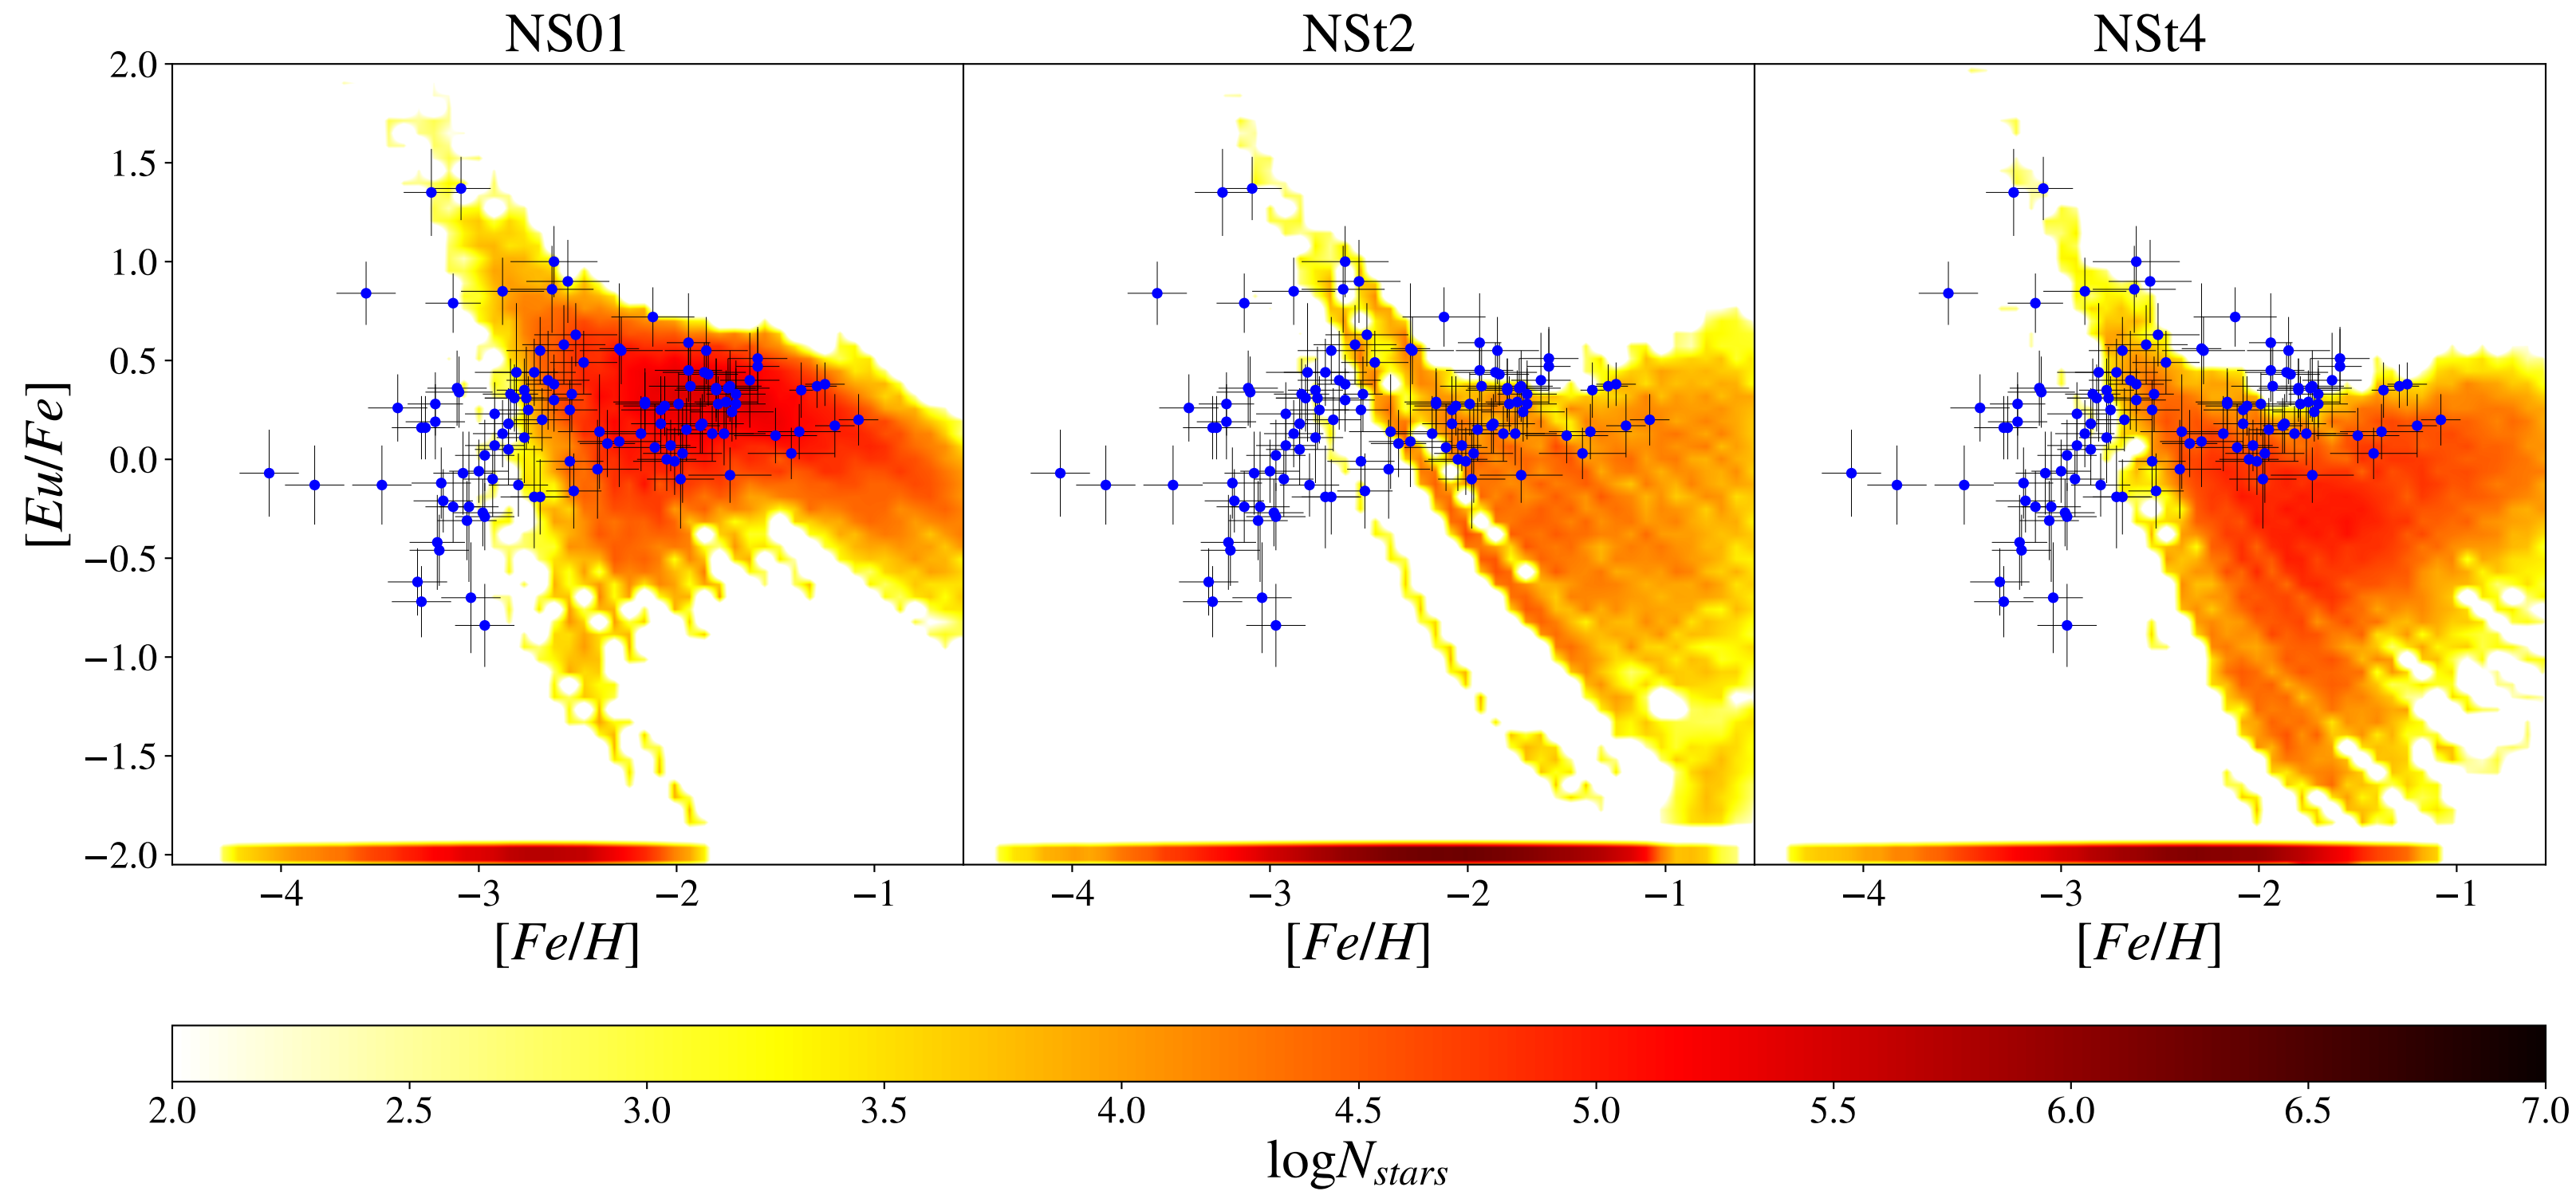 NS01 NSt2 NSt4
2.0
1.5
1.0
0.5
0.0
−0.5
−1.0
−1.5
−2.0
[Eu/Fe]
−4 −3 −2 −1 −4 −3 −2 −1 −4 −3 −2 −1
[Fe/H] [Fe/H] [Fe/H]
2.0 2.5 3.0 3.5 4.0 4.5 5.0 5.5 6.0 6.5 7.0
logN_stars